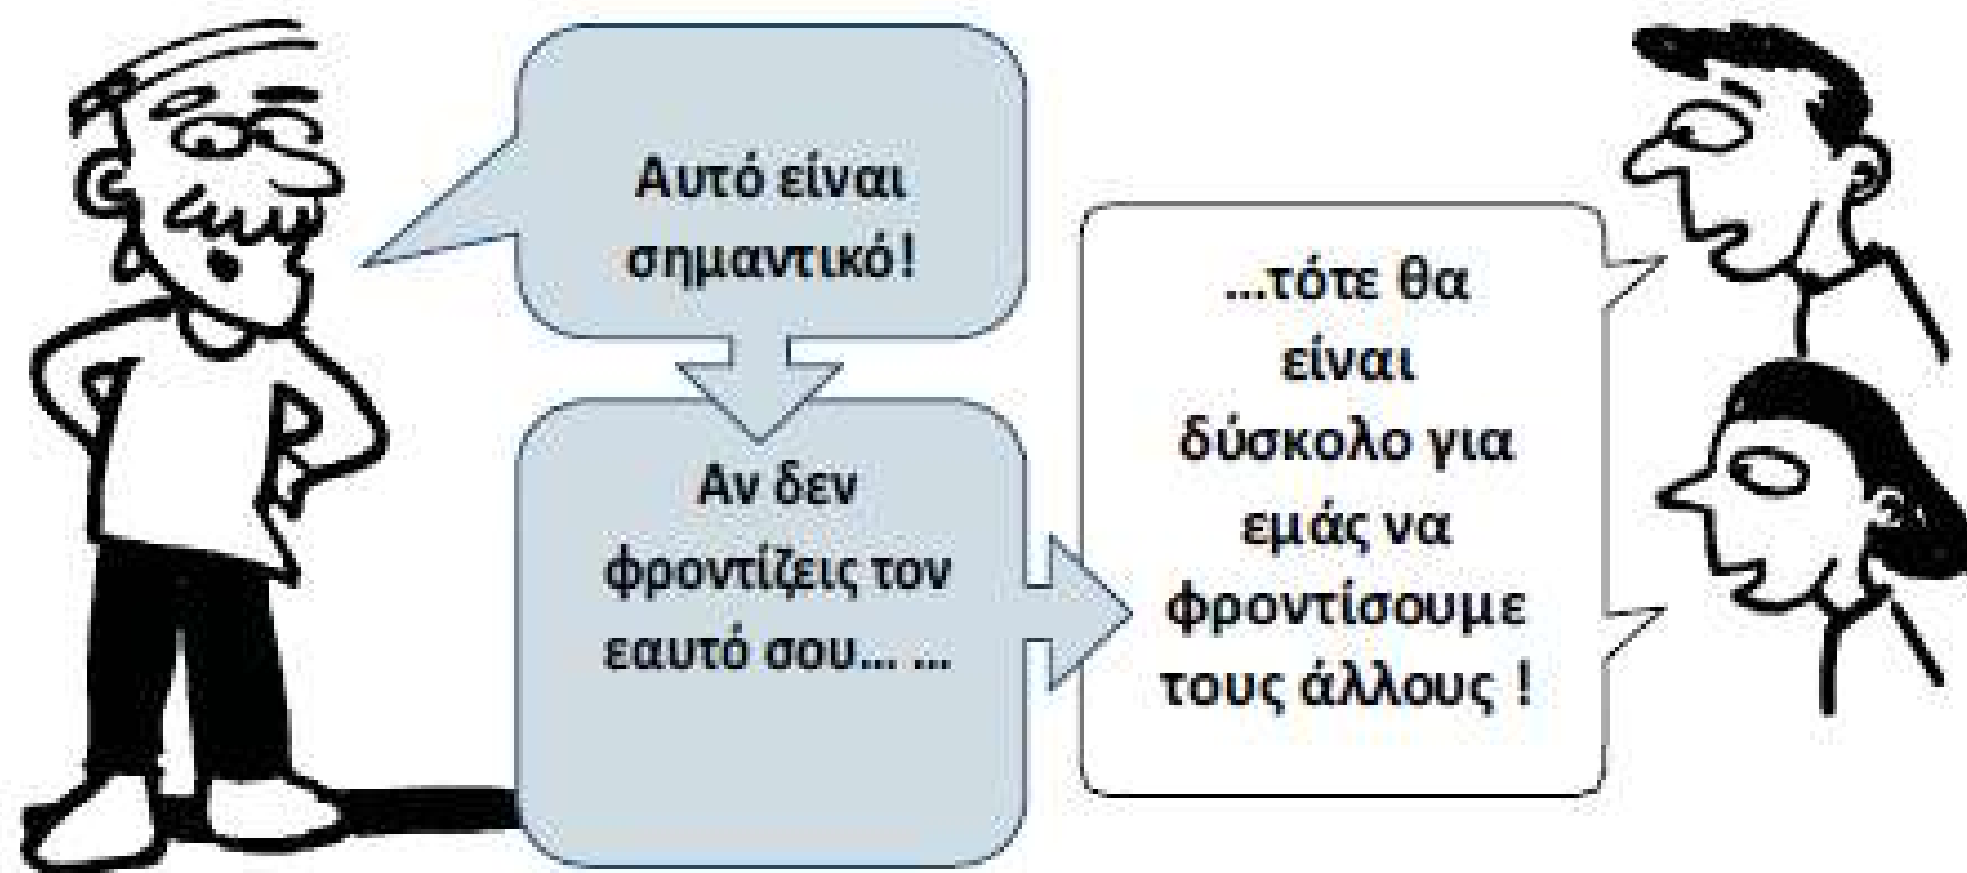 Αυτό είναι
σημαντικό!
Αν δεν
φροντίζεις τον
εαυτό σου... ...
...τότε θα
είναι
δύσκολο για
εμάς να
φροντίσουμε
τους άλλους !